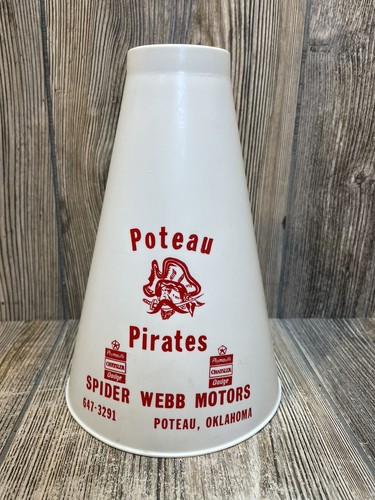 Poteau
Pirates
Plymouth Plymouth
CHRYSLER CHRYSLER
Dodge Dodge
SPIDER WEBB MOTORS
647-3291
POTEAU, OKLAHOMA